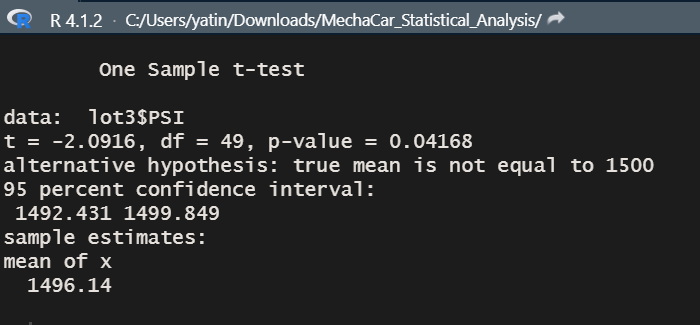 R 4.1.2 · C:/Users/yatin/Downloads/MechaCar_Statistical_Analysis/
One Sample t-test
data: lot3$PSI
t = -2.0916, df = 49, p-value = 0.04168
alternative hypothesis: true mean is not equal to 1500
95 percent confidence interval:
1492.431 1499.849
sample estimates:
mean of x
1496.14